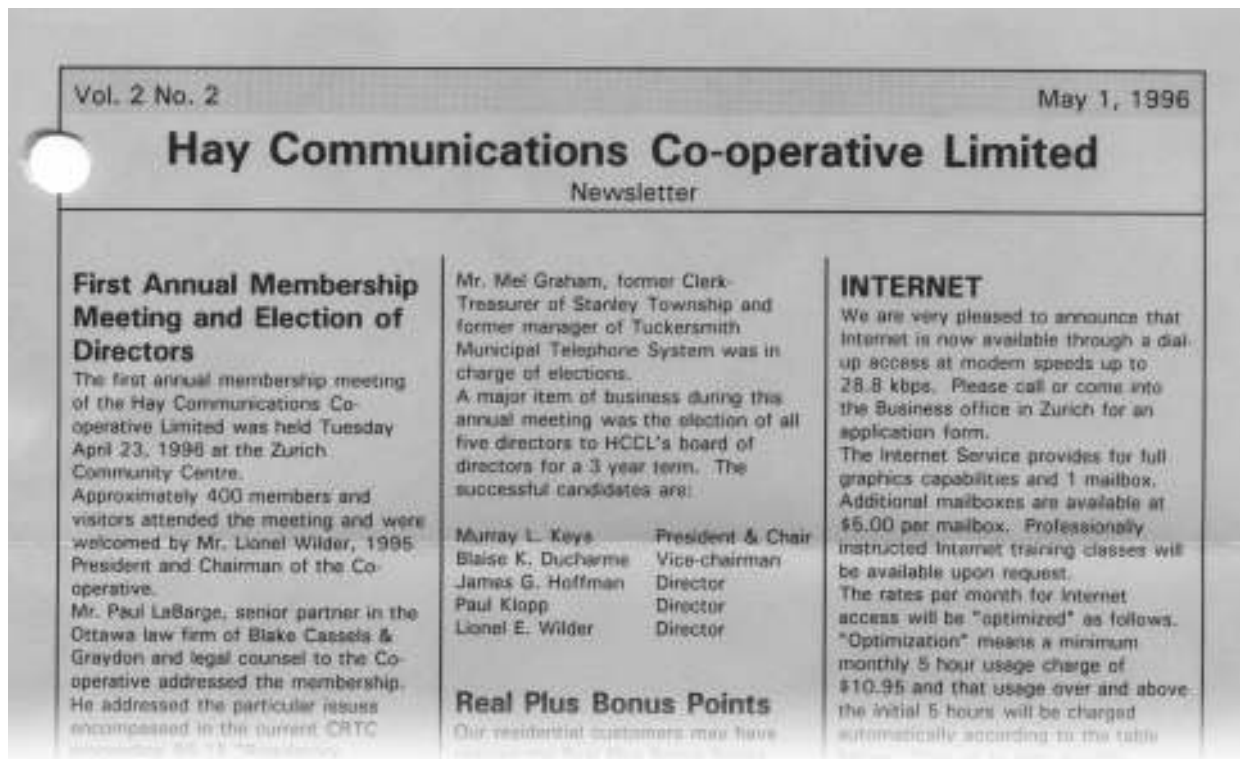 Vol. 2 No. 2
May 1, 1996
Hay Communications Co-operative Limited
Newsletter
First Annual Membership
Meeting and Election of
Directors
The first annual membership meeting
of the Hay Communications Co-
operative Limited was held Tuesday
April 23, 1996 at the Zurich
Community Centre.
Approximately 400 members and
visitors attended the meeting and were
welcomed by Mr. Lionel Wilder, 1995
President and Chairman of the Co-
operative.
Mr. Paul LaBarge, senior partner in the
Ottawa law firm of Blake Cassels &
Graydon and legal counsel to the Co-
operative addressed the membership.
He addressed the particular issues
encompassed in the current CRTC
Mr. Mel Graham, former Clerk-
Treasurer of Stanley Township and
former manager of Tuckersmith
Municipal Telephone System was in
charge of elections.
A major item of business during this
annual meeting was the election of all
five directors to HCCL's board of
directors for a 3 year term. The
successful candidates are:
Murray L. Keys President & Chair
Blaise K. Ducharme Vice-chairman
James G. Hoffman Director
Paul Klopp Director
Lionel E. Wilder Director
Real Plus Bonus Points
Our residential customers may have
INTERNET
We are very pleased to announce that
Internet is now available through a dial-
up access at modem speeds up to
28.8 kbps. Please call or come into
the Business office in Zurich for an
application form.
The Internet Service provides for full
graphics capabilities and 1 mailbox.
Additional mailboxes are available at
$5.00 per mailbox. Professionally
instructed Internet training classes will
be available upon request.
The rates per month for Internet
access will be "optimized" as follows.
"Optimization" means a minimum
monthly 5 hour usage charge of
$10.95 and that usage over and above
the initial 5 hours will be charged
automatically according to the table